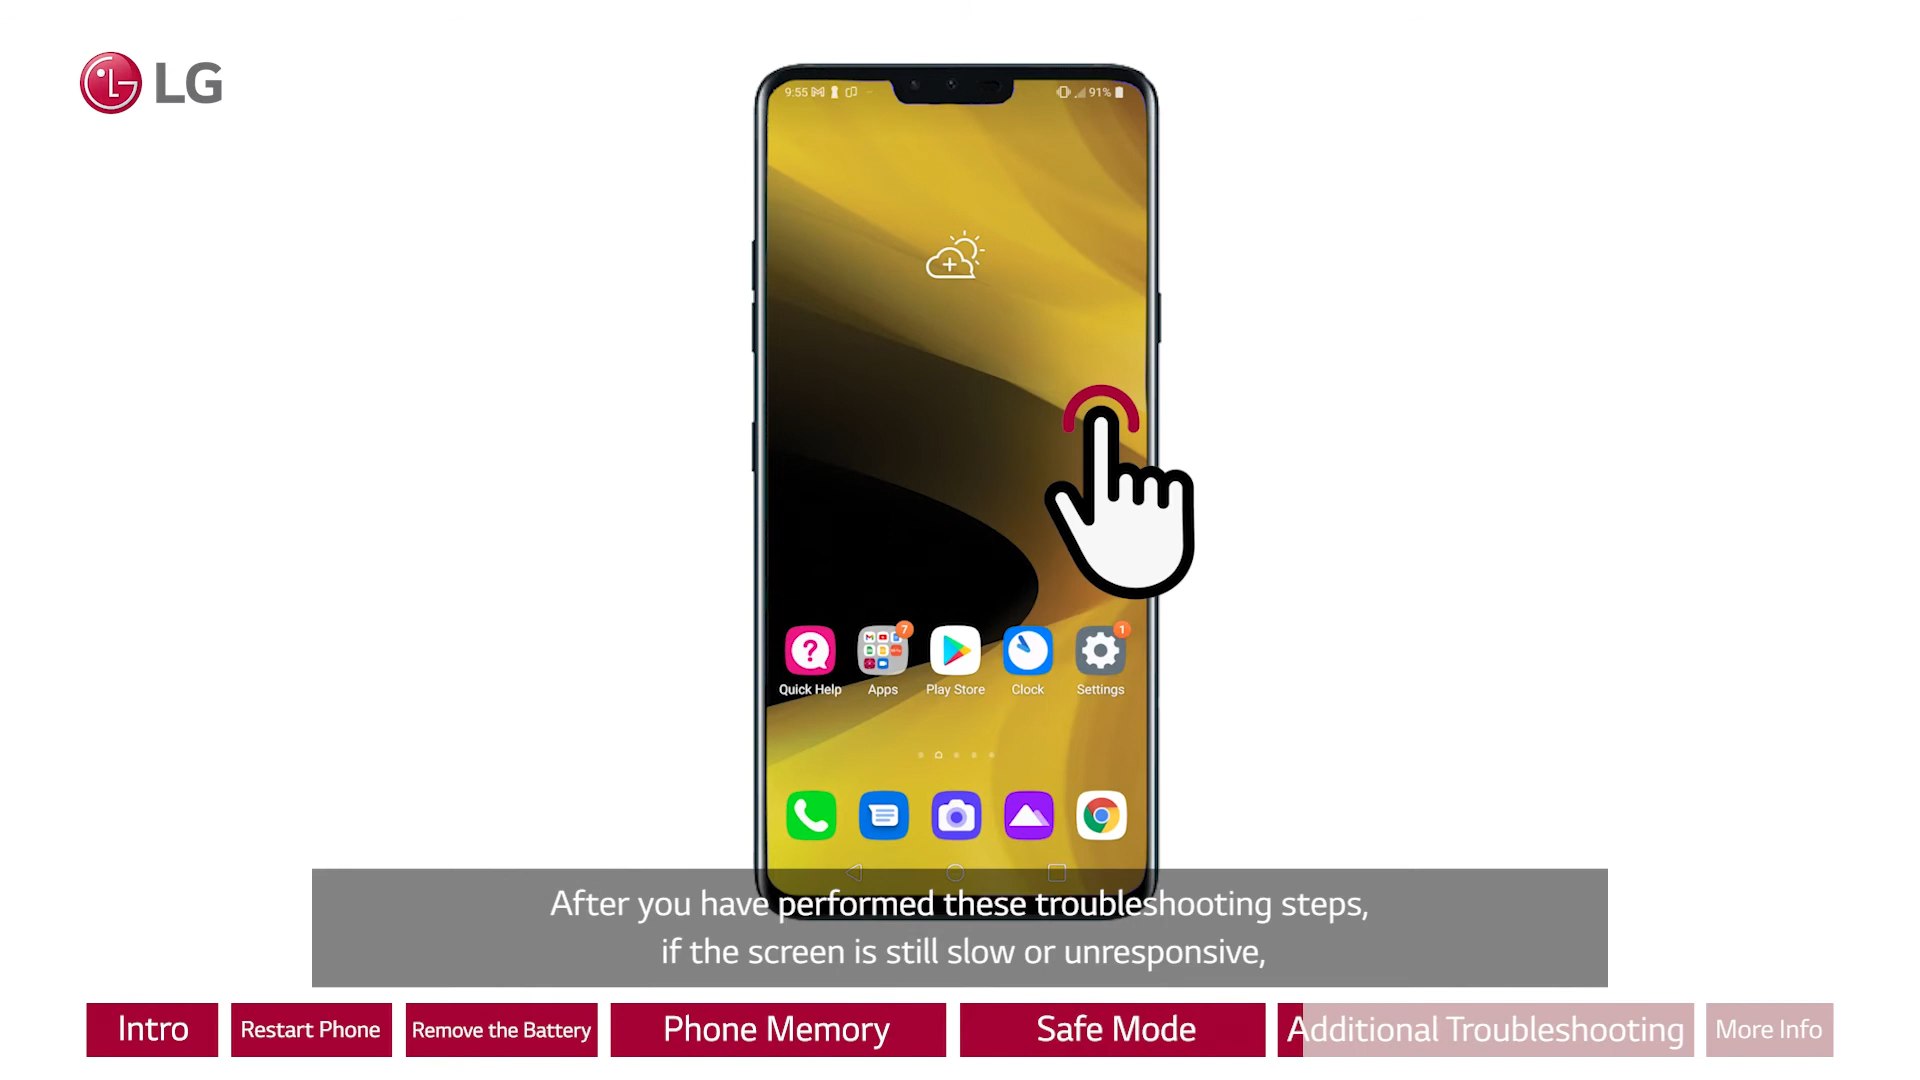 LG
9:55
91%
7
1
Quick Help
Apps
Play Store
Clock
Settings
After you have performed these troubleshooting steps,
if the screen is still slow or unresponsive,
Intro
Restart Phone
Remove the Battery
Phone Memory
Safe Mode
Additional Troubleshooting
More Info